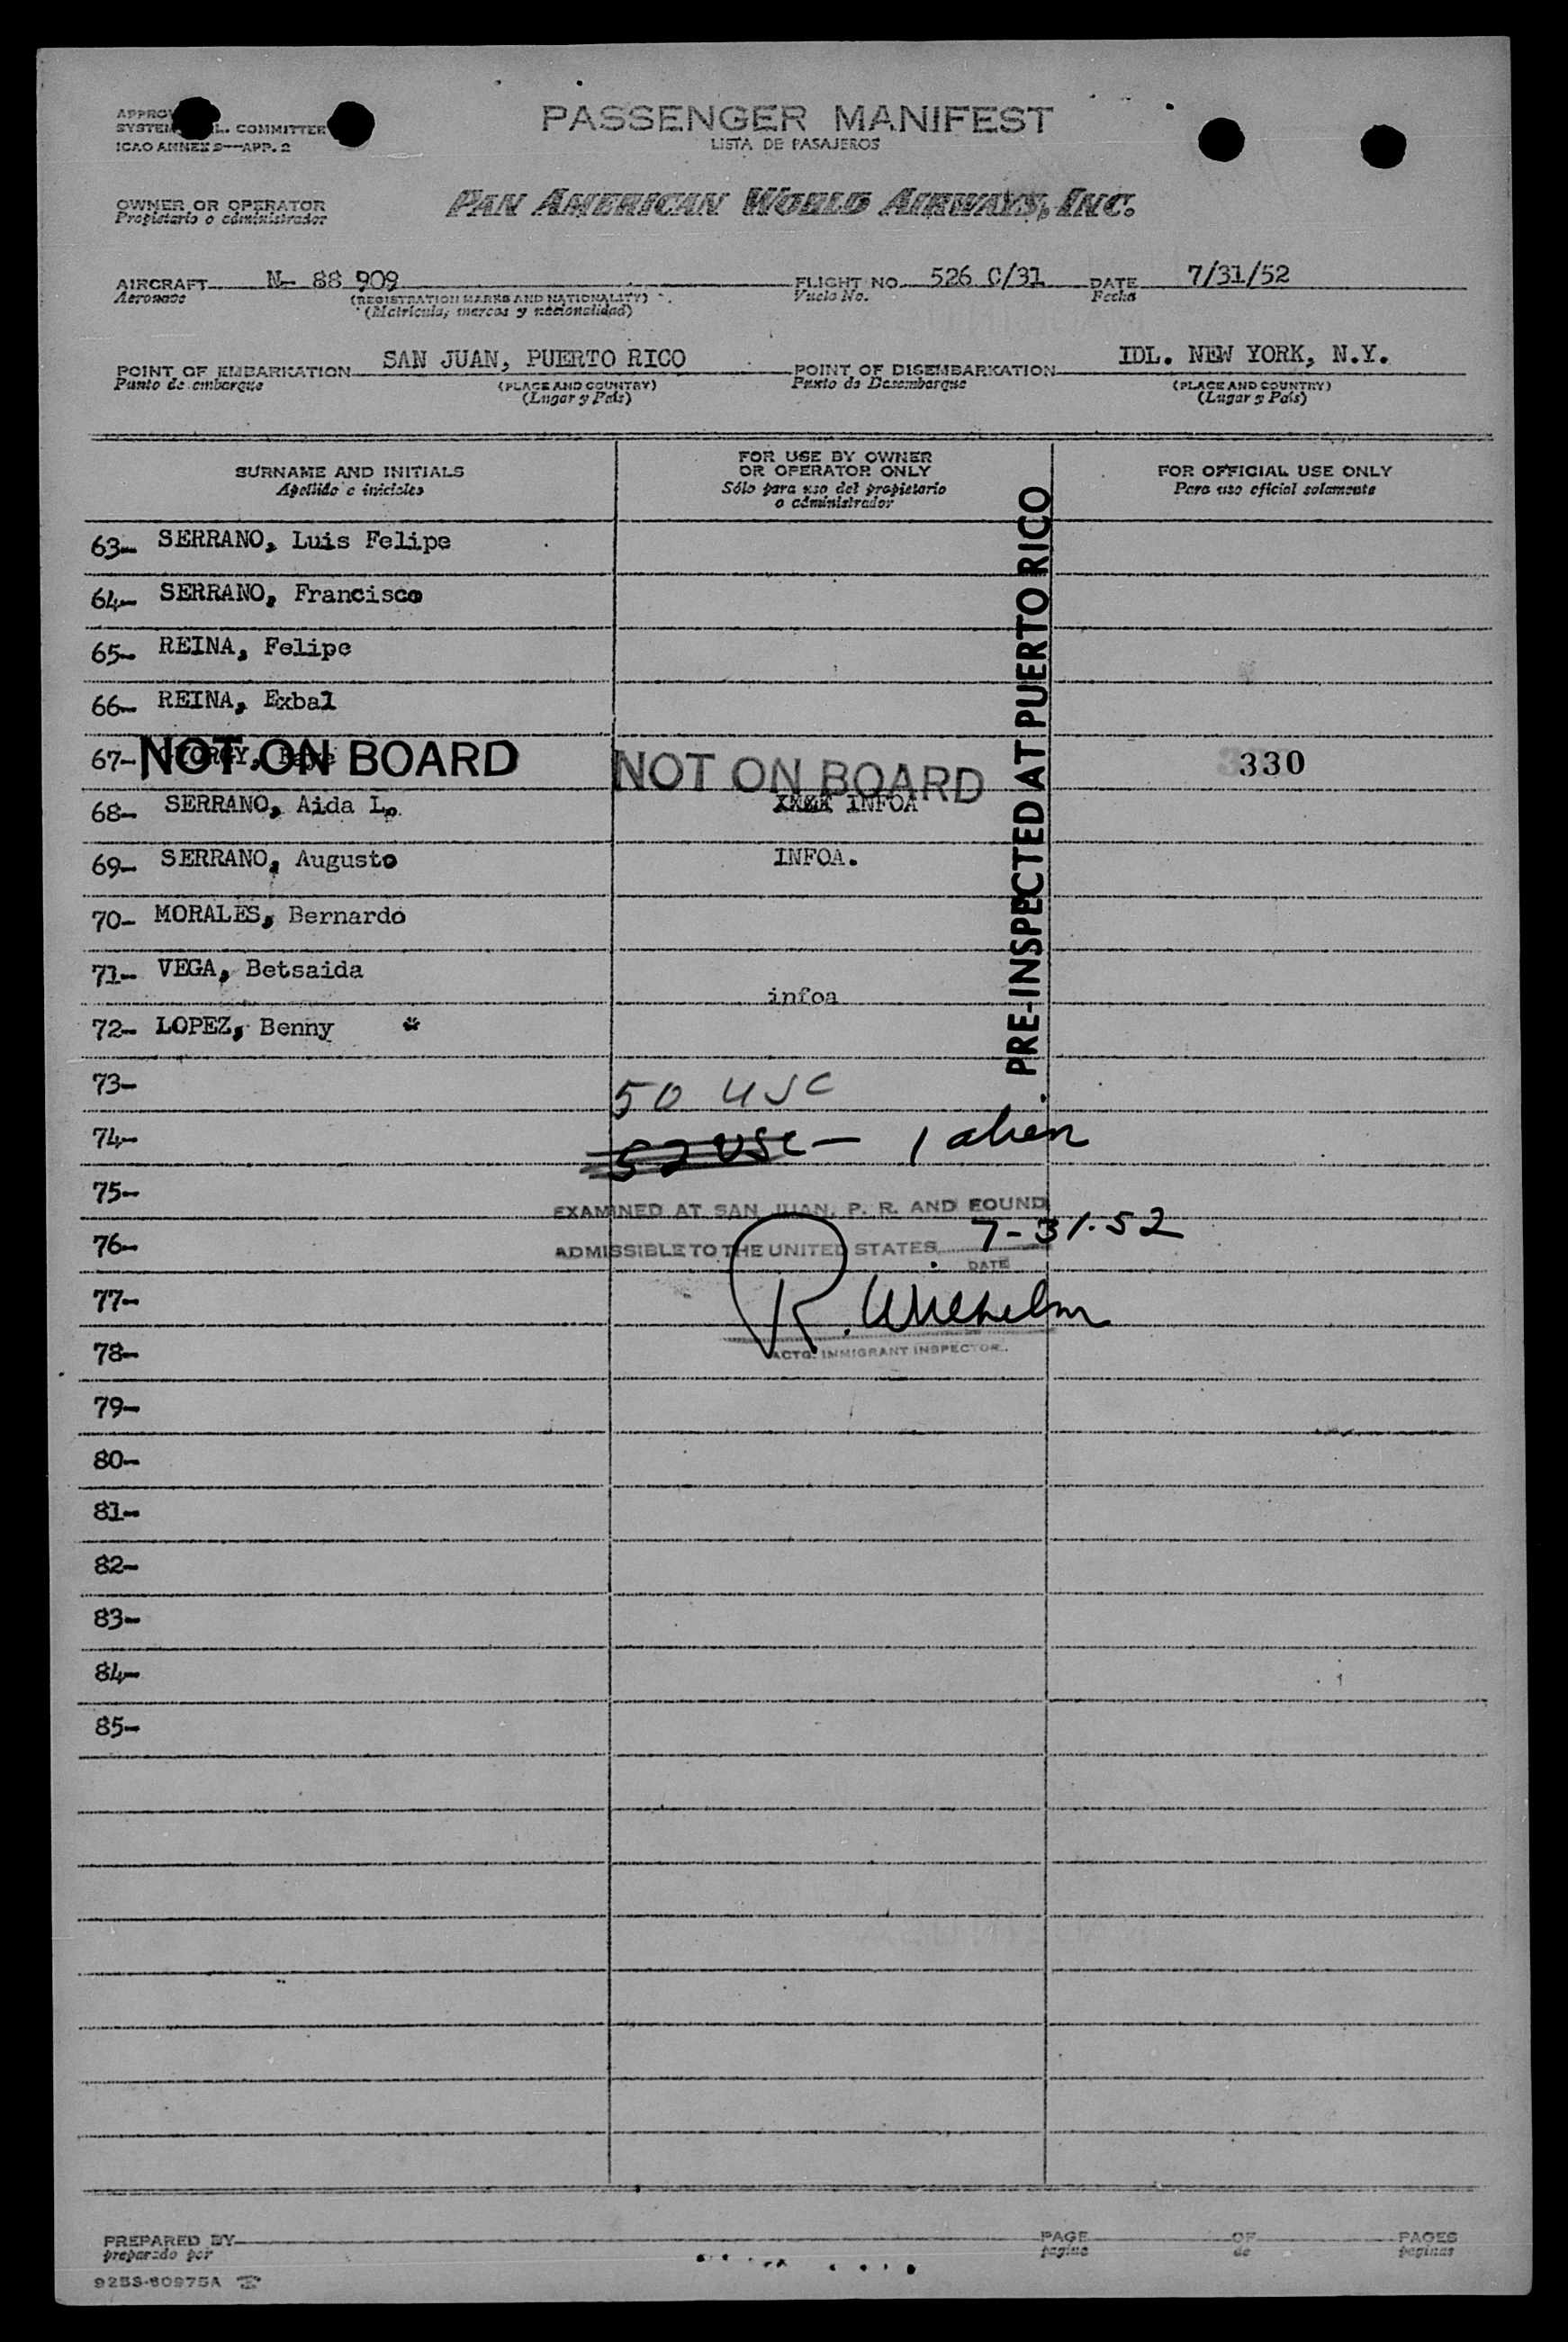 PASSENGER MANIFEST
LISTA DE PASAJEROS
SYSTEM L. COMMITTEE
ICAO ANNEX 9—APP. 2
OWNER OR OPERATOR
Propietario o administrador
PAN AMERICAN WORLD AIRWAYS, INC.
AIRCRAFT N- 88 909 FLIGHT NO. 526 C/31 DATE 7/31/52
Aeronave (REGISTRATION MARKS AND NATIONALITY) Vuelo No. Fecha
(Matricula, marcas y nacionalidad)
POINT OF EMBARKATION SAN JUAN, PUERTO RICO POINT OF DISEMBARKATION IDL. NEW YORK, N.Y.
Punto de embarque (PLACE AND COUNTRY) Punto de Desembarque (PLACE AND COUNTRY)
(Lugar y País) (Lugar y País)
SURNAME AND INITIALS
Apellido e iniciales
FOR USE BY OWNER
OR OPERATOR ONLY
Sólo para uso del propietario
o administrador
FOR OFFICIAL USE ONLY
Para uso oficial solamente
63- SERRANO, Luis Felipe
64- SERRANO, Francisco
65- REINA, Felipe
66- REINA, Exbal
67- NOT ON BOARD NOT ON BOARD 330
68- SERRANO, Aida L. INFOA
69- SERRANO, Augusto INFOA.
70- MORALES, Bernardo
71- VEGA, Betsaida
infoa
72- LOPEZ, Benny "
PRE-INSPECTED AT PUERTO RICO
73- 50 USC
74- 52 USC — 1 alien
75-
EXAMINED AT SAN JUAN, P. R. AND FOUND
76- ADMISSIBLE TO THE UNITED STATES 7-31-52
DATE
77- R. Wilhelm
78- ACTG. IMMIGRANT INSPECTOR.
79-
80-
81-
82-
83-
84-
85-
PREPARED BY PAGE OF PAGES
preparado por pagina de paginas
925S-60975A